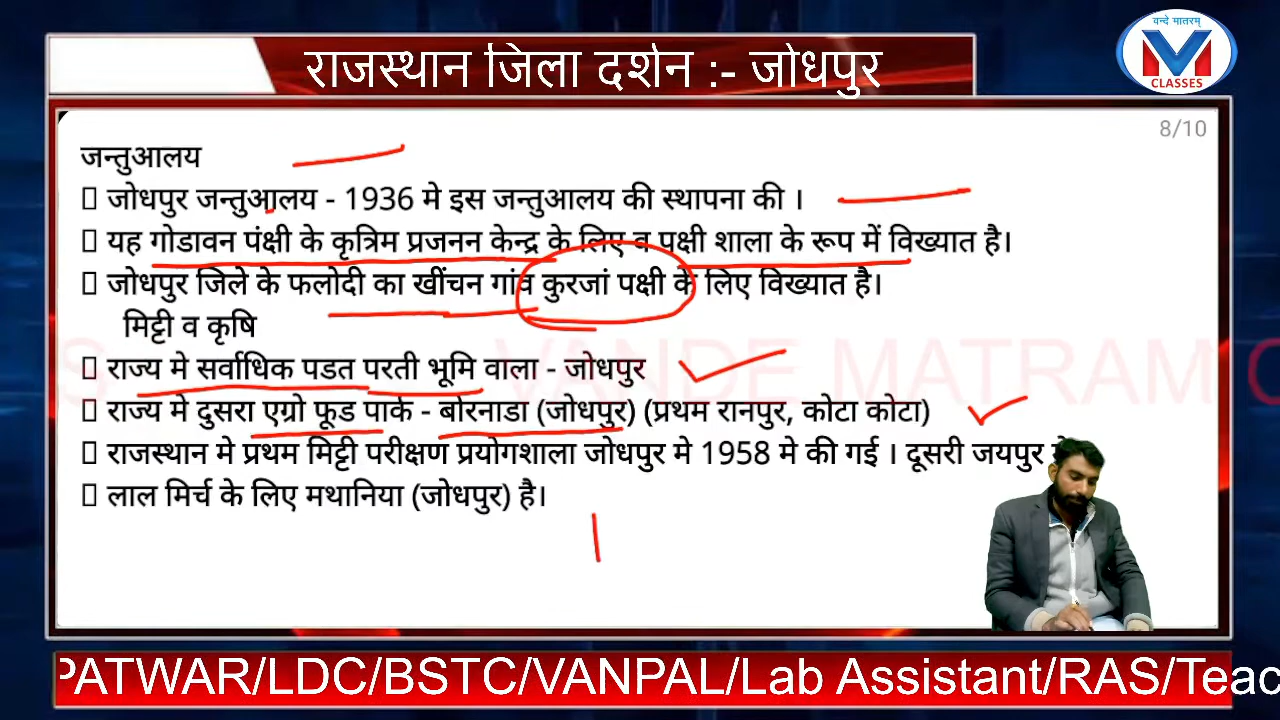 वन्दे मातरम्
CLASSES
राजस्थान जिला दर्शन :- जोधपुर
8/10
जन्तुआलय
जोधपुर जन्तुआलय - 1936 मे इस जन्तुआलय की स्थापना की ।
यह गोडावन पंक्षी के कृत्रिम प्रजनन केन्द्र के लिए व पक्षी शाला के रूप में विख्यात है।
जोधपुर जिले के फलोदी का खींचन गांव कुरजां पक्षी के लिए विख्यात है।
मिट्टी व कृषि
राज्य मे सर्वाधिक पडत परती भूमि वाला - जोधपुर
राज्य मे दुसरा एग्रो फूड पार्क - बोरनाडा (जोधपुर) (प्रथम रानपुर, कोटा कोटा)
राजस्थान मे प्रथम मिट्टी परीक्षण प्रयोगशाला जोधपुर मे 1958 मे की गई । दूसरी जयपुर
लाल मिर्च के लिए मथानिया (जोधपुर) है।
S VANDE MATRAM C
PATWAR/LDC/BSTC/VANPAL/Lab Assistant/RAS/Teac